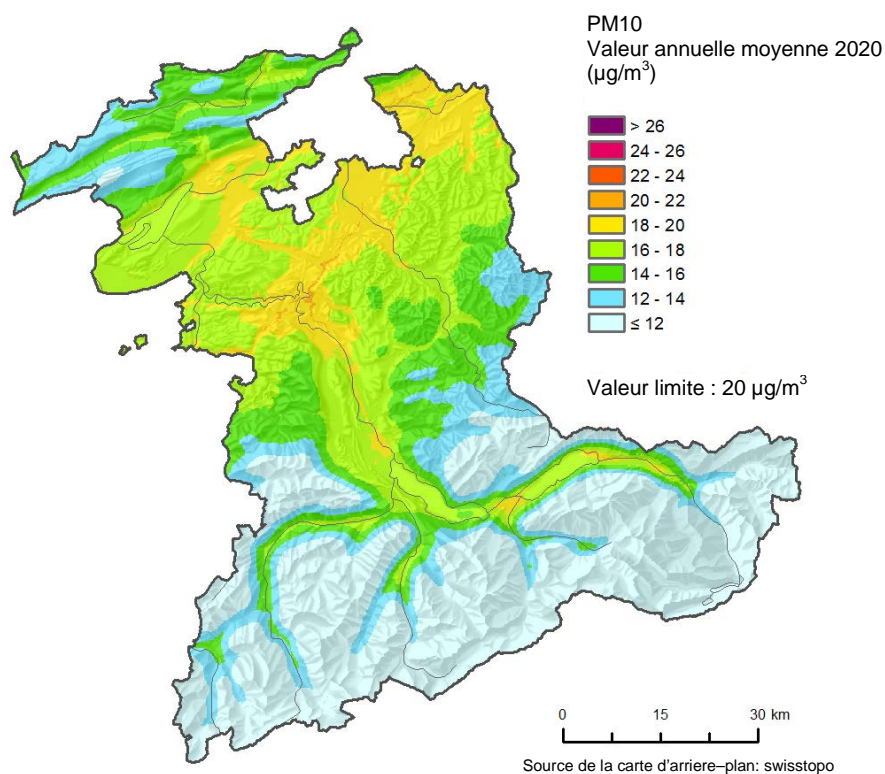 PM10
Valeur annuelle moyenne 2020
(µg/m³)
> 26
24 - 26
22 - 24
20 - 22
18 - 20
16 - 18
14 - 16
12 - 14
≤ 12
Valeur limite : 20 µg/m³
0 15 30 km
Source de la carte d'arriere–plan: swisstopo